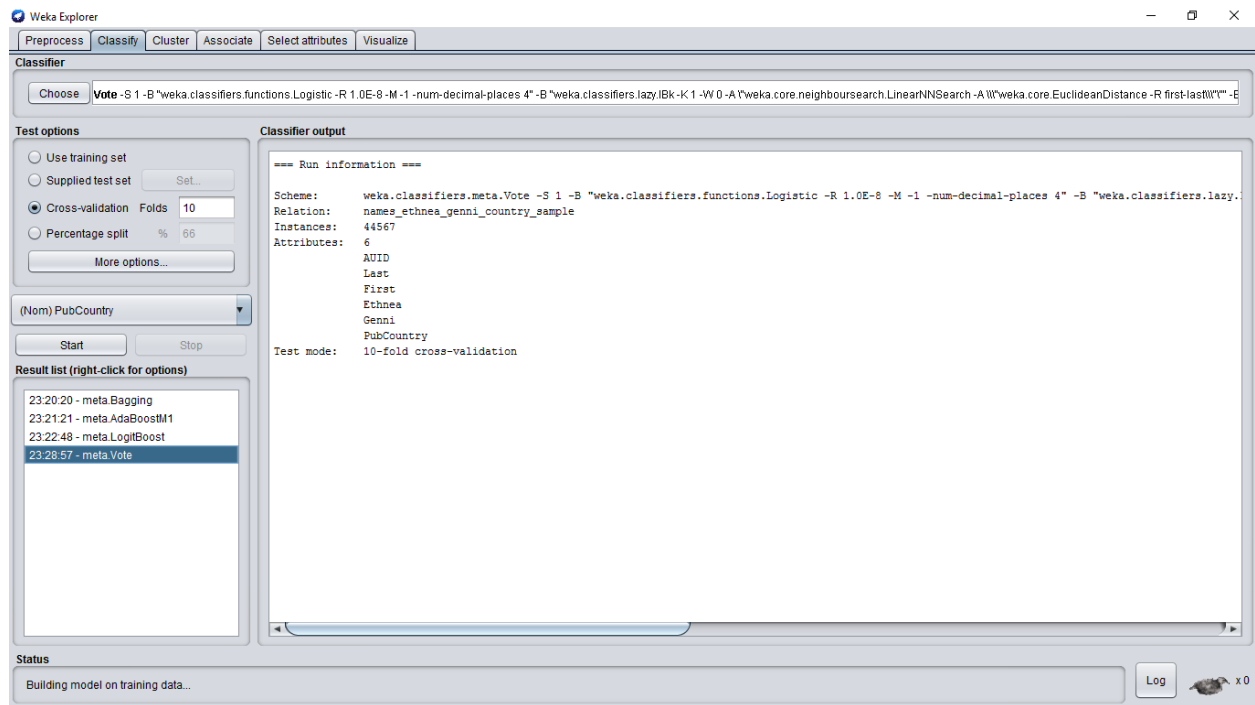 Weka Explorer
Preprocess Classify Cluster Associate Select attributes Visualize
Classifier
Choose Vote -S 1 -B "weka.classifiers.functions.Logistic -R 1.0E-8 -M -1 -num-decimal-places 4" -B "weka.classifiers.lazy.IBk -K 1 -W 0 -A \"weka.core.neighboursearch.LinearNNSearch -A \\\"weka.core.EuclideanDistance -R first-last\\\"\"" -B
Test options
Use training set
Supplied test set Set...
Cross-validation Folds 10
Percentage split % 66
More options...
(Nom) PubCountry
Start Stop
Result list (right-click for options)
23:20:20 - meta.Bagging
23:21:21 - meta.AdaBoostM1
23:22:48 - meta.LogitBoost
23:28:57 - meta.Vote
Classifier output
=== Run information ===
Scheme: weka.classifiers.meta.Vote -S 1 -B "weka.classifiers.functions.Logistic -R 1.0E-8 -M -1 -num-decimal-places 4" -B "weka.classifiers.lazy.
Relation: names_ethnea_genni_country_sample
Instances: 44567
Attributes: 6
AUID
Last
First
Ethnea
Genni
PubCountry
Test mode: 10-fold cross-validation
Status
Building model on training data...
Log
x 0